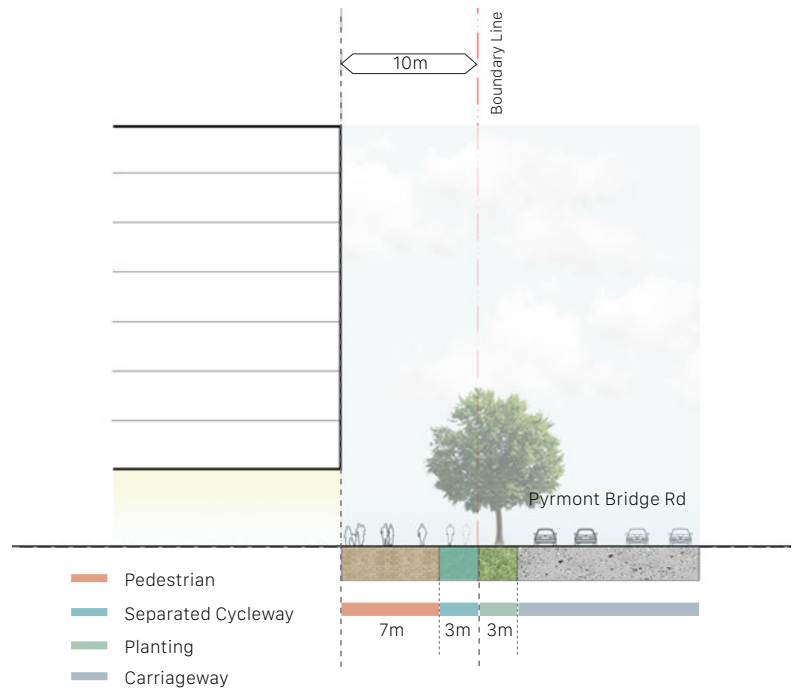 10m
Boundary Line
Pyrmont Bridge Rd
Pedestrian
Separated Cycleway
Planting
Carriageway
7m
3m
3m